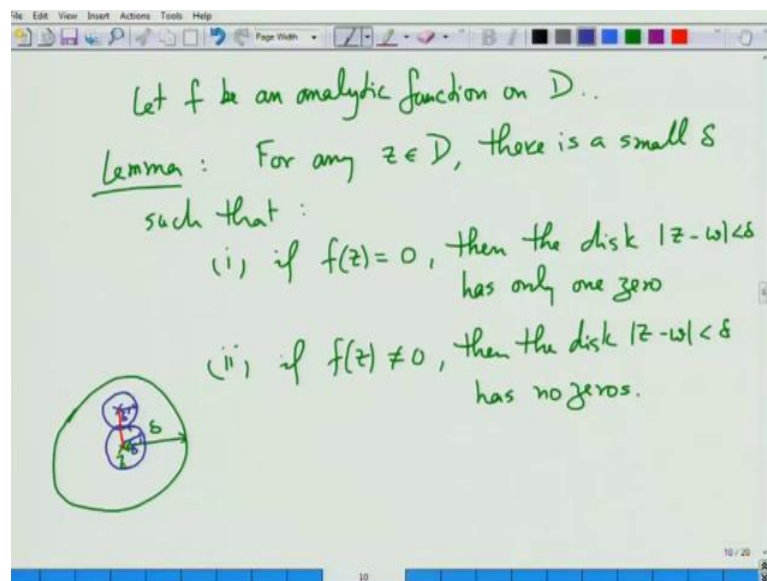 File Edit View Insert Actions Tools Help
Page Width
B I
Let f be an analytic function on D..
Lemma : For any z ∈ D, there is a small δ
such that :
(i) if f(z) = 0, then the disk |z-ω|<δ
has only one zero
(ii) if f(z) ≠ 0, then the disk |z-ω|<δ
has no zeros.
δ
10 / 20
10